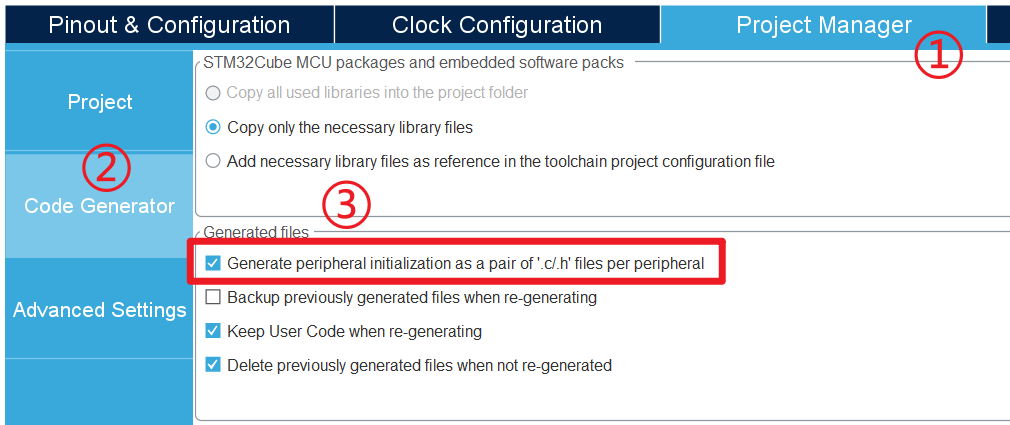 Pinout & Configuration
Clock Configuration
Project Manager
①
STM32Cube MCU packages and embedded software packs
Copy all used libraries into the project folder
Copy only the necessary library files
Add necessary library files as reference in the toolchain project configuration file
Project
②
Code Generator
Advanced Settings
③
Generated files
Generate peripheral initialization as a pair of '.c/.h' files per peripheral
Backup previously generated files when re-generating
Keep User Code when re-generating
Delete previously generated files when not re-generated